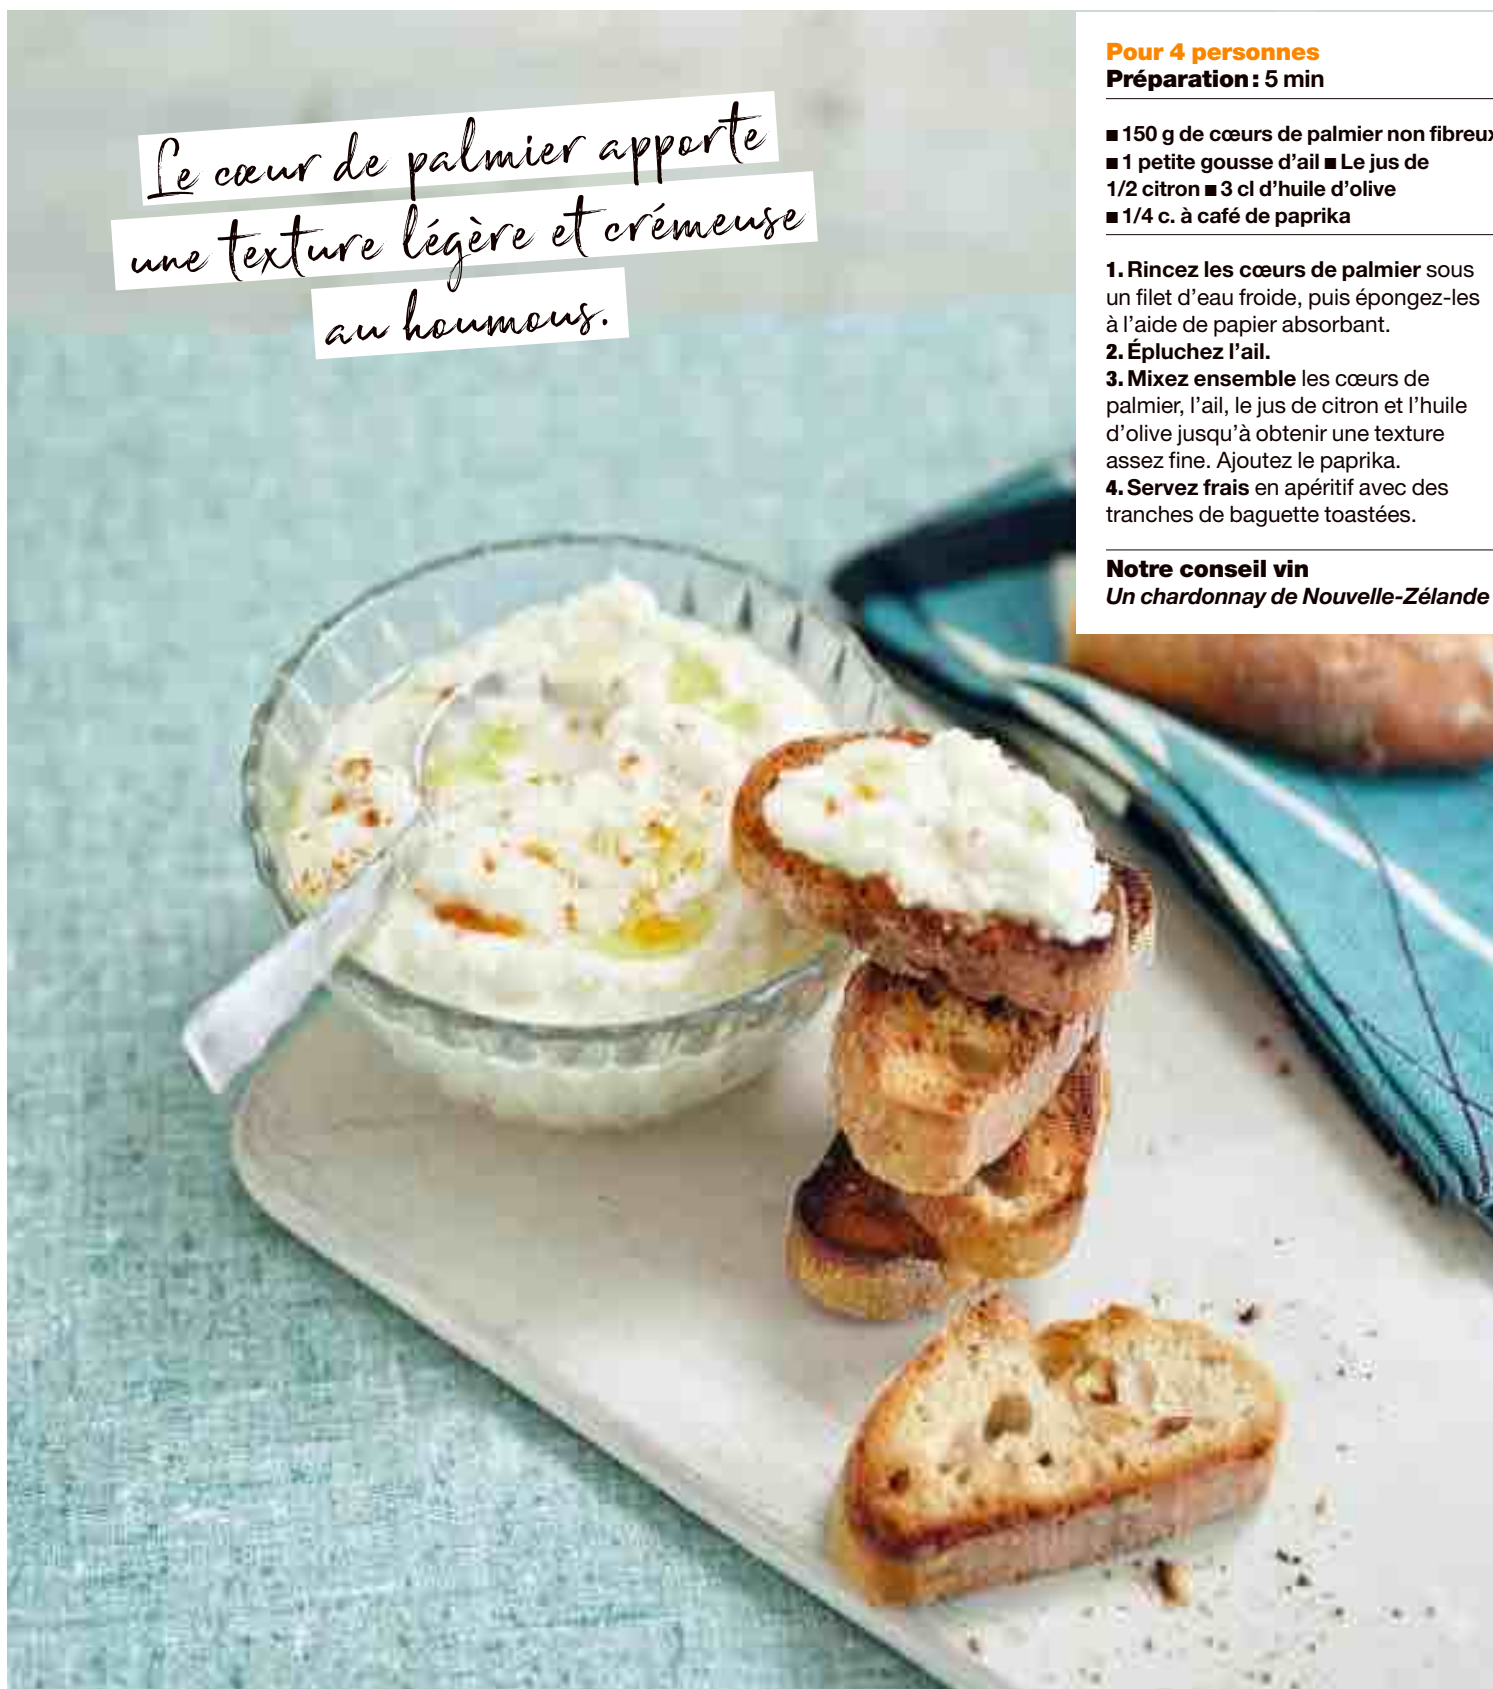 Le cœur de palmier apporte
une texture légère et crémeuse
au houmous.
Pour 4 personnes
Préparation : 5 min
■ 150 g de cœurs de palmier non fibreux
■ 1 petite gousse d’ail ■ Le jus de
1/2 citron ■ 3 cl d’huile d’olive
■ 1/4 c. à café de paprika
1. Rincez les cœurs de palmier sous
un filet d’eau froide, puis épongez-les
à l’aide de papier absorbant.
2. Épluchez l’ail.
3. Mixez ensemble les cœurs de
palmier, l’ail, le jus de citron et l’huile
d’olive jusqu’à obtenir une texture
assez fine. Ajoutez le paprika.
4. Servez frais en apéritif avec des
tranches de baguette toastées.
Notre conseil vin
Un chardonnay de Nouvelle-Zélande